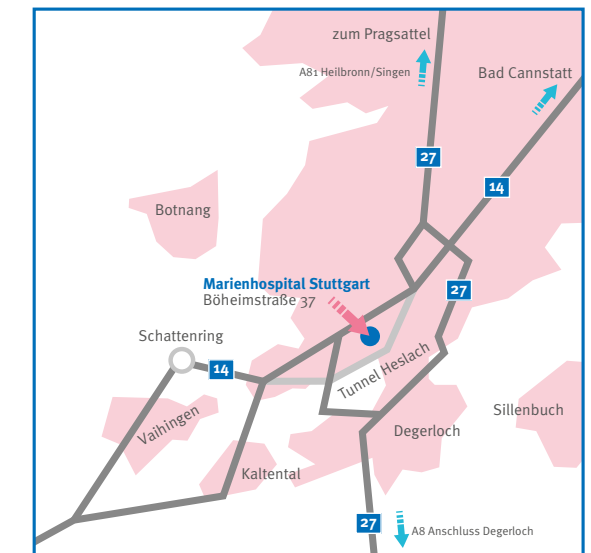 zum Pragsattel
A81 Heilbronn/Singen
Bad Cannstatt
27
14
Botnang
Marienhospital Stuttgart
Böheimstraße 37
27
Schattenring
14
Tunnel Heslach
Vaihingen
Sillenbuch
Degerloch
Kaltental
27
A8 Anschluss Degerloch